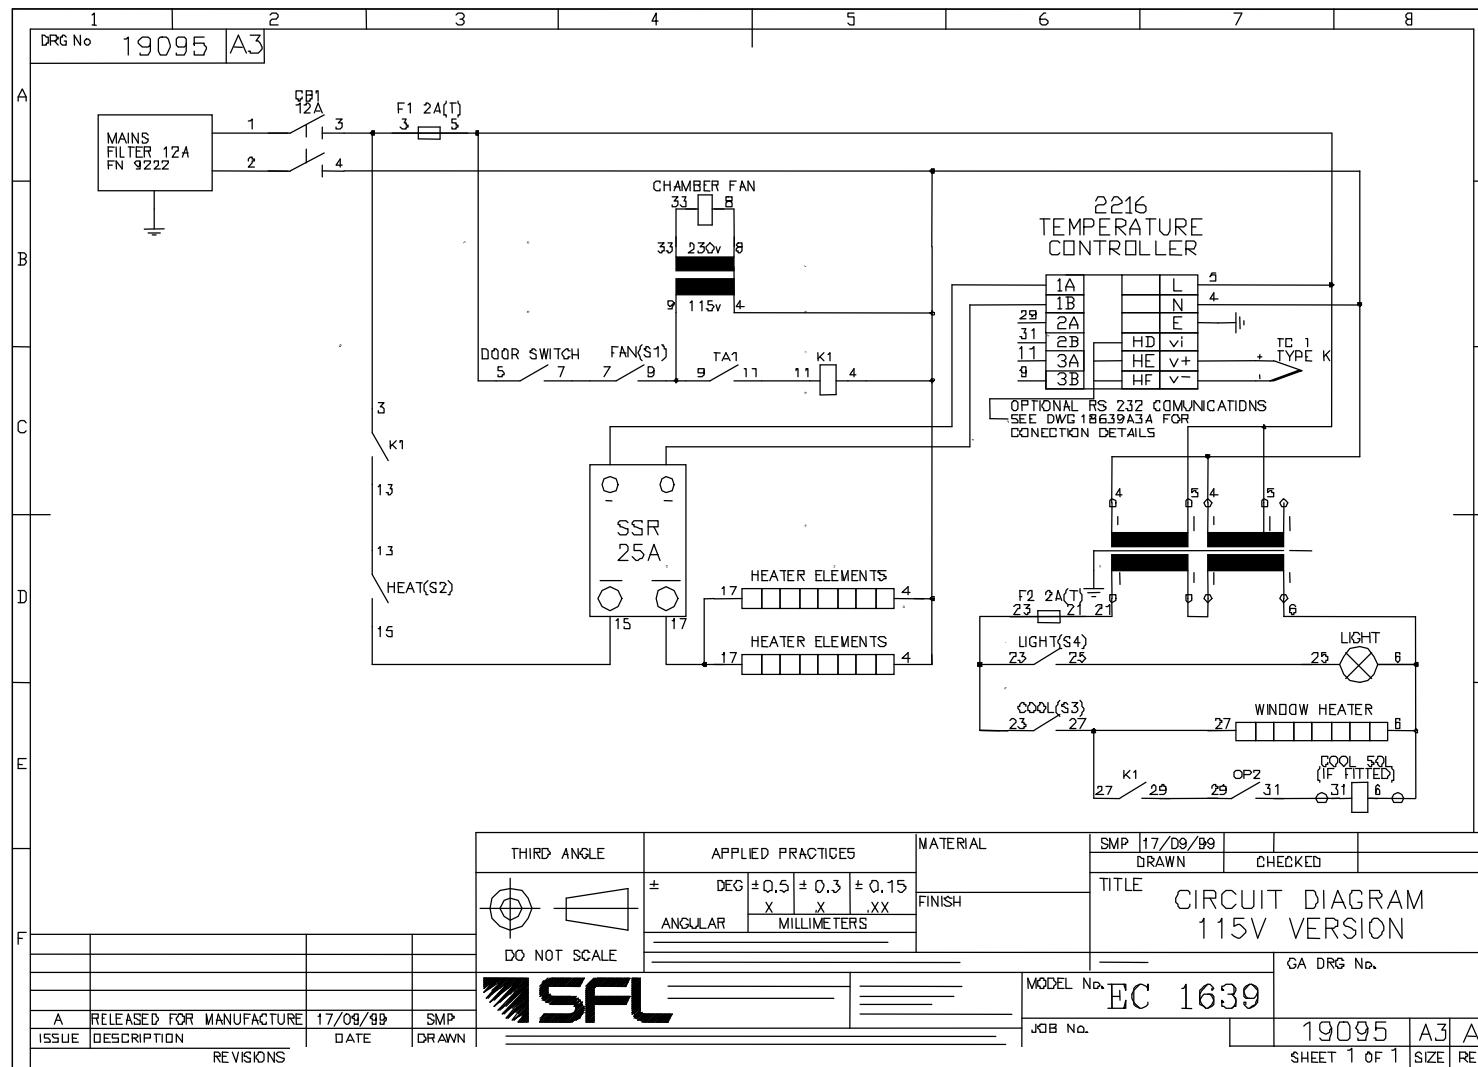 1 2 3 4 5 6 7 8
DRG No 19095 A3
A
B
C
D
E
F
CB1
12A
MAINS
FILTER 12A
FN 9222
1 3
2 4
F1 2A(T)
3 5
CHAMBER FAN
33 8
33 230v 8
9 115v 4
DOOR SWITCH
5 7
FAN(S1)
7 9
TA1
9 11
K1
11 4
2216
TEMPERATURE
CONTROLLER
1A L 5
1B N 4
29 2A E
31 2B HD vi
11 3A HE v+
9 3B HF v-
+
-
TC 1
TYPE K
OPTIONAL RS 232 COMUNICATIONS
SEE DWG 18639A3A FOR
CONECTION DETAILS
3
K1
13
13
HEAT(S2)
15
SSR
25A
15 17
HEATER ELEMENTS
17 4
HEATER ELEMENTS
17 4
4 5 4 5
F2 2A(T)
23 21 21 6
LIGHT(S4)
23 25
LIGHT
25 6
COOL(S3)
23 27
WINDOW HEATER
27 6
K1
27 29
OP2
29 31
COOL SOL
(IF FITTED)
31 6
THIRD ANGLE
DO NOT SCALE
APPLIED PRACTICES
± DEG ±0.5 ± 0.3 ± 0.15
X .X .XX
ANGULAR MILLIMETERS
MATERIAL
FINISH
SMP 17/09/99
DRAWN CHECKED
TITLE
CIRCUIT DIAGRAM
115V VERSION
GA DRG No.
SFL
MODEL No. EC 1639
JOB No.
19095 A3 A
SHEET 1 OF 1 SIZE RE
A RELEASED FOR MANUFACTURE 17/09/99 SMP
ISSUE DESCRIPTION DATE DRAWN
REVISIONS